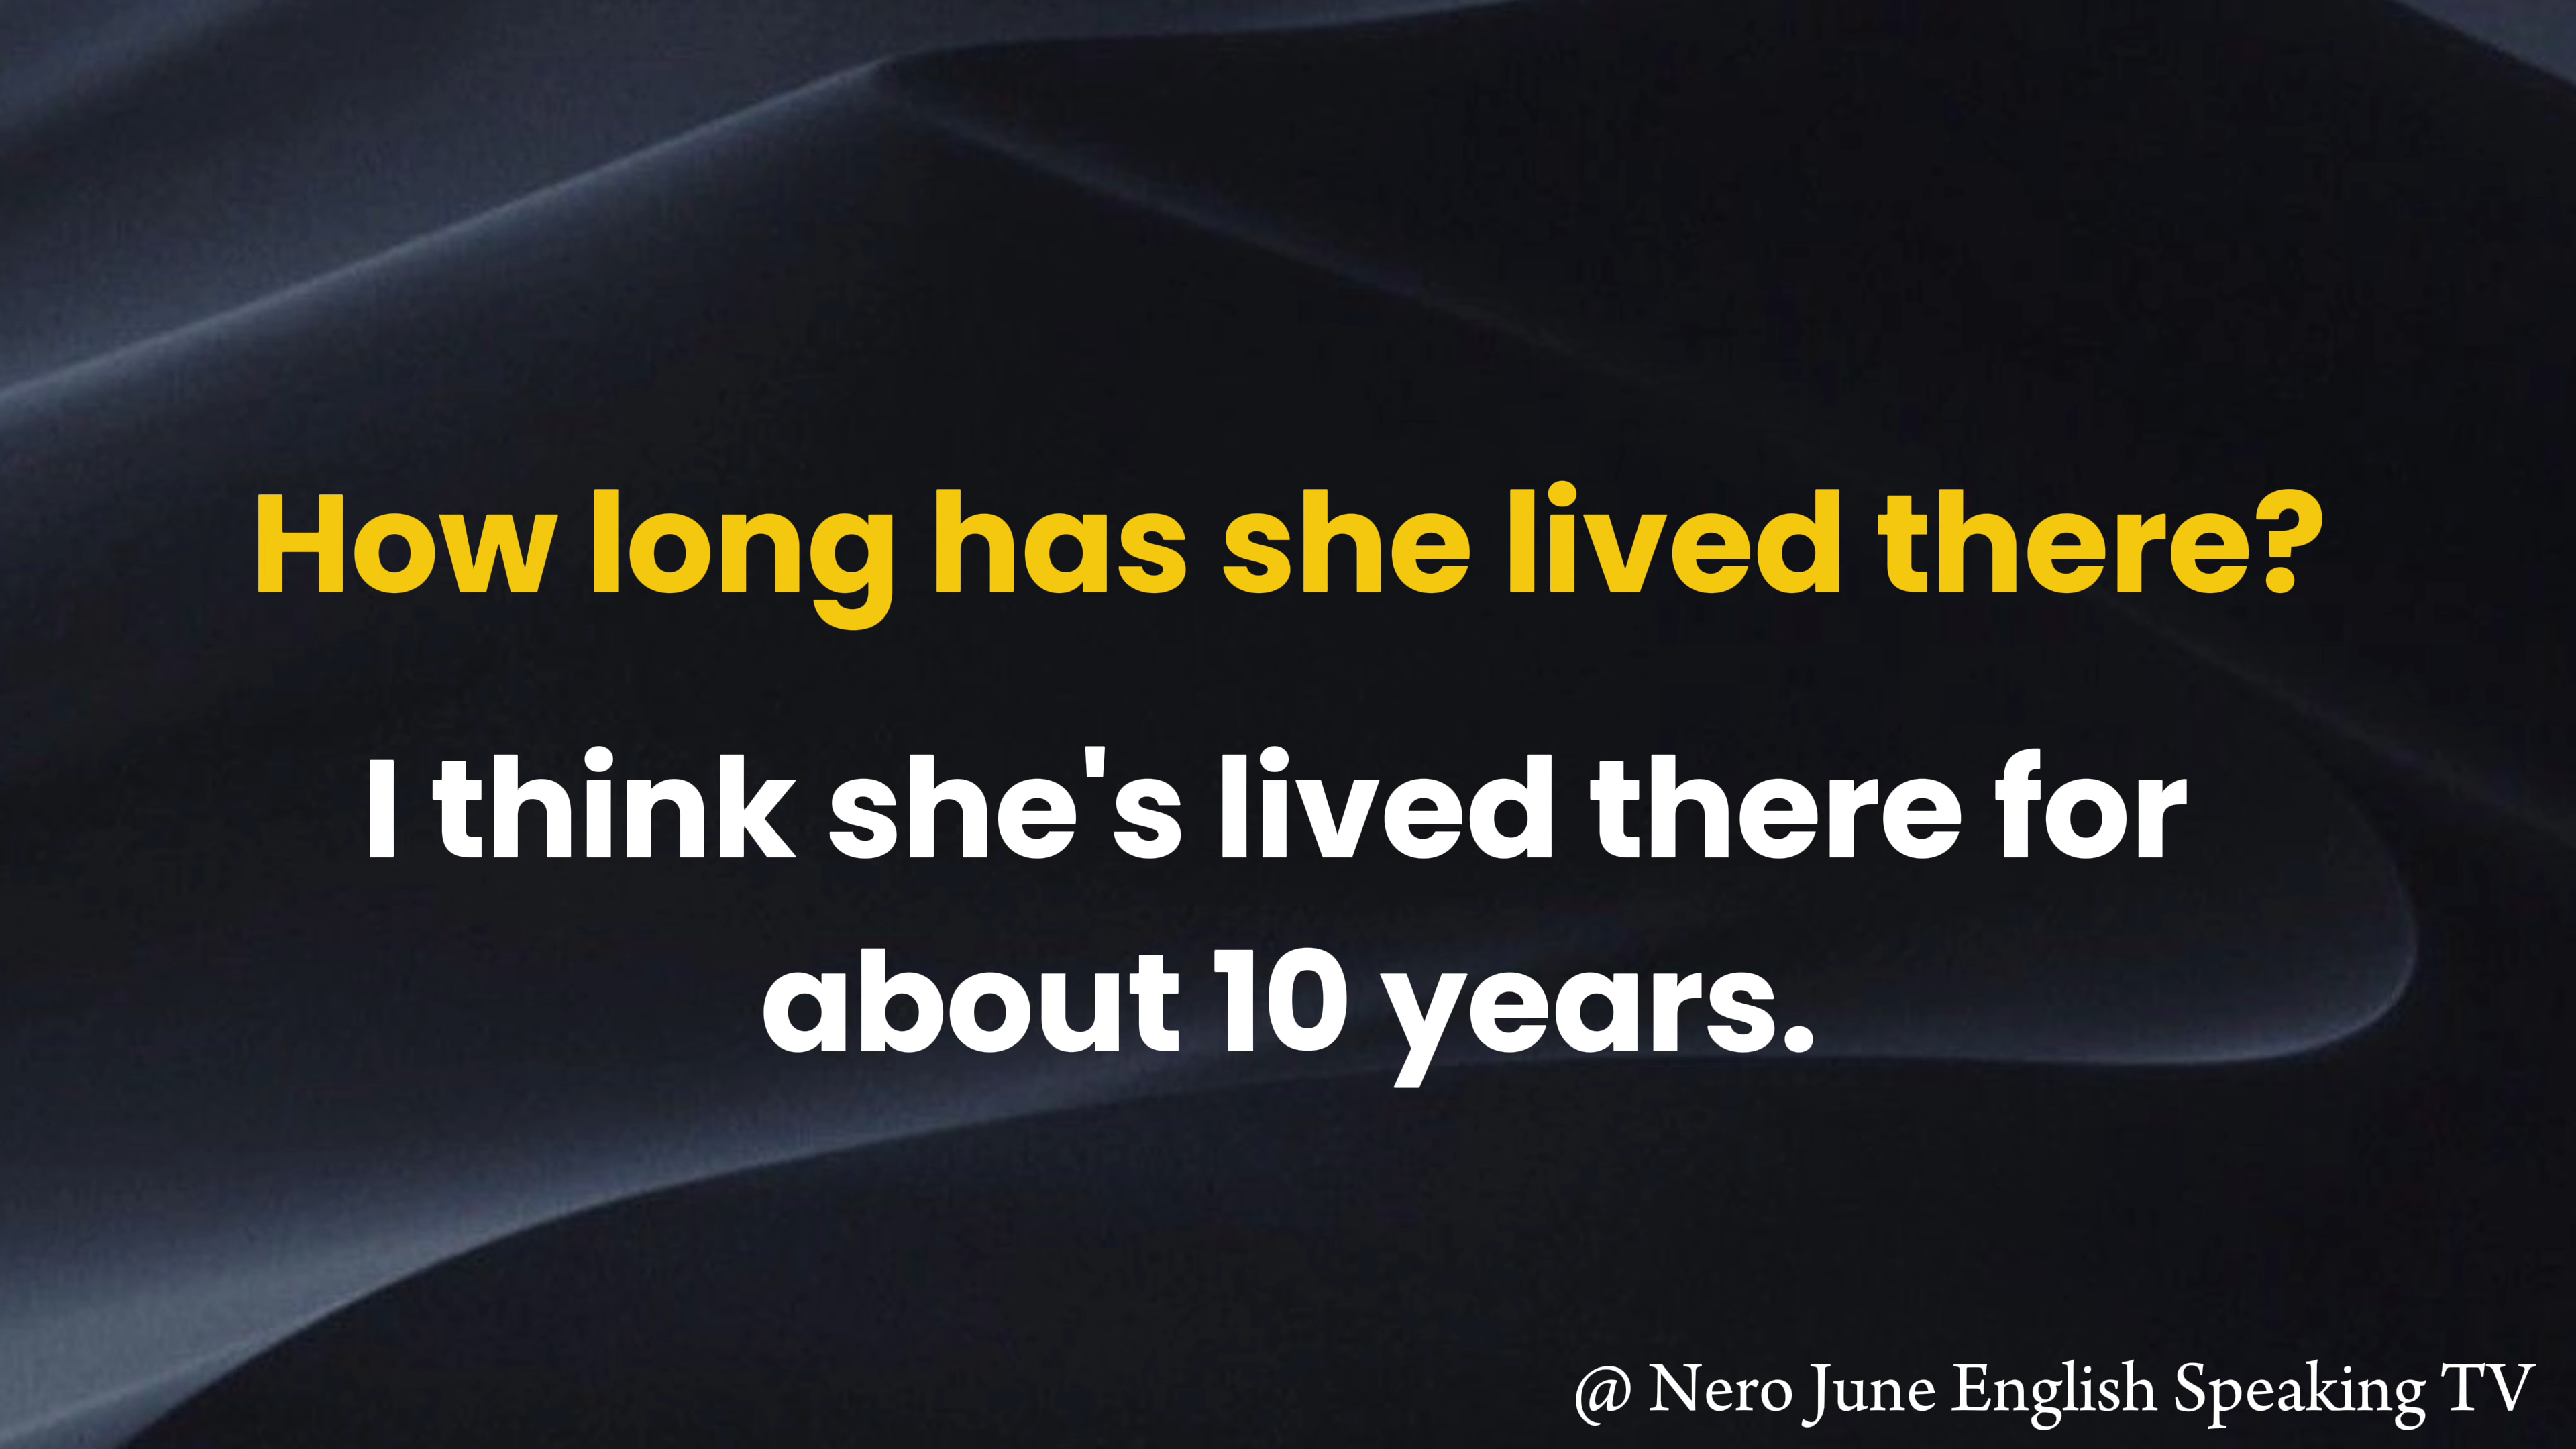 How long has she lived there?
I think she's lived there for
about 10 years.
@ Nero June English Speaking TV